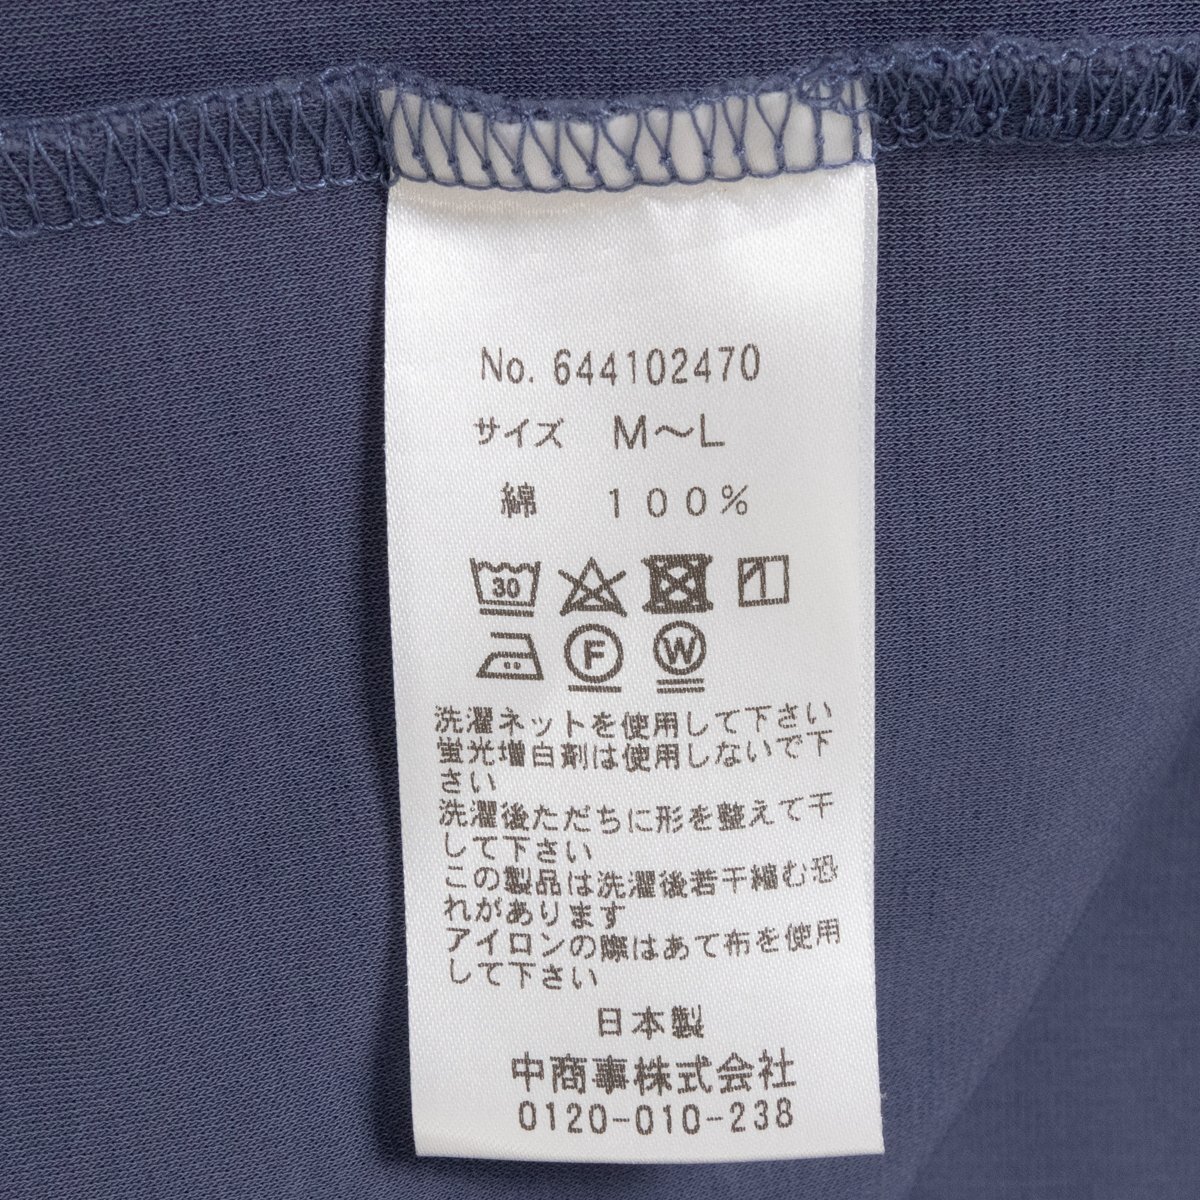 No. 644102470
サイズ M～L
綿 100%
30
F W
洗濯ネットを使用して下さい
蛍光増白剤は使用しないで下
さい
洗濯後ただちに形を整えて干
して下さい
この製品は洗濯後若干縮む恐
れがあります
アイロンの際はあて布を使用
して下さい
日本製
中商事株式会社
0120-010-238